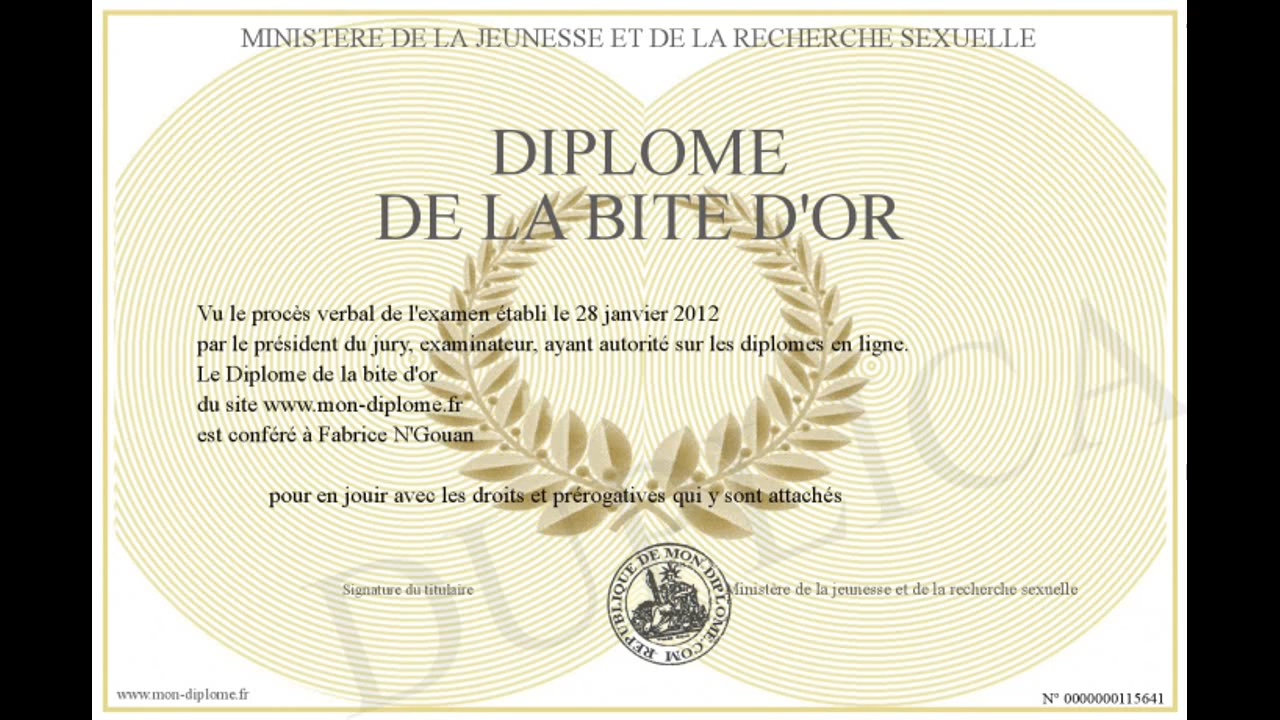 MINISTERE DE LA JEUNESSE ET DE LA RECHERCHE SEXUELLE
DIPLOME
DE LA BITE D'OR
Vu le procès verbal de l'examen établi le 28 janvier 2012
par le président du jury, examinateur, ayant autorité sur les diplomes en ligne.
Le Diplome de la bite d'or
du site www.mon-diplome.fr
est conféré à Fabrice N'Gouan
pour en jouir avec les droits et prérogatives qui y sont attachés
Signature du titulaire
Ministère de la jeunesse et de la recherche sexuelle
REPUBLIQUE DE MON-DIPLOME.COM
www.mon-diplome.fr
N° 0000000115641